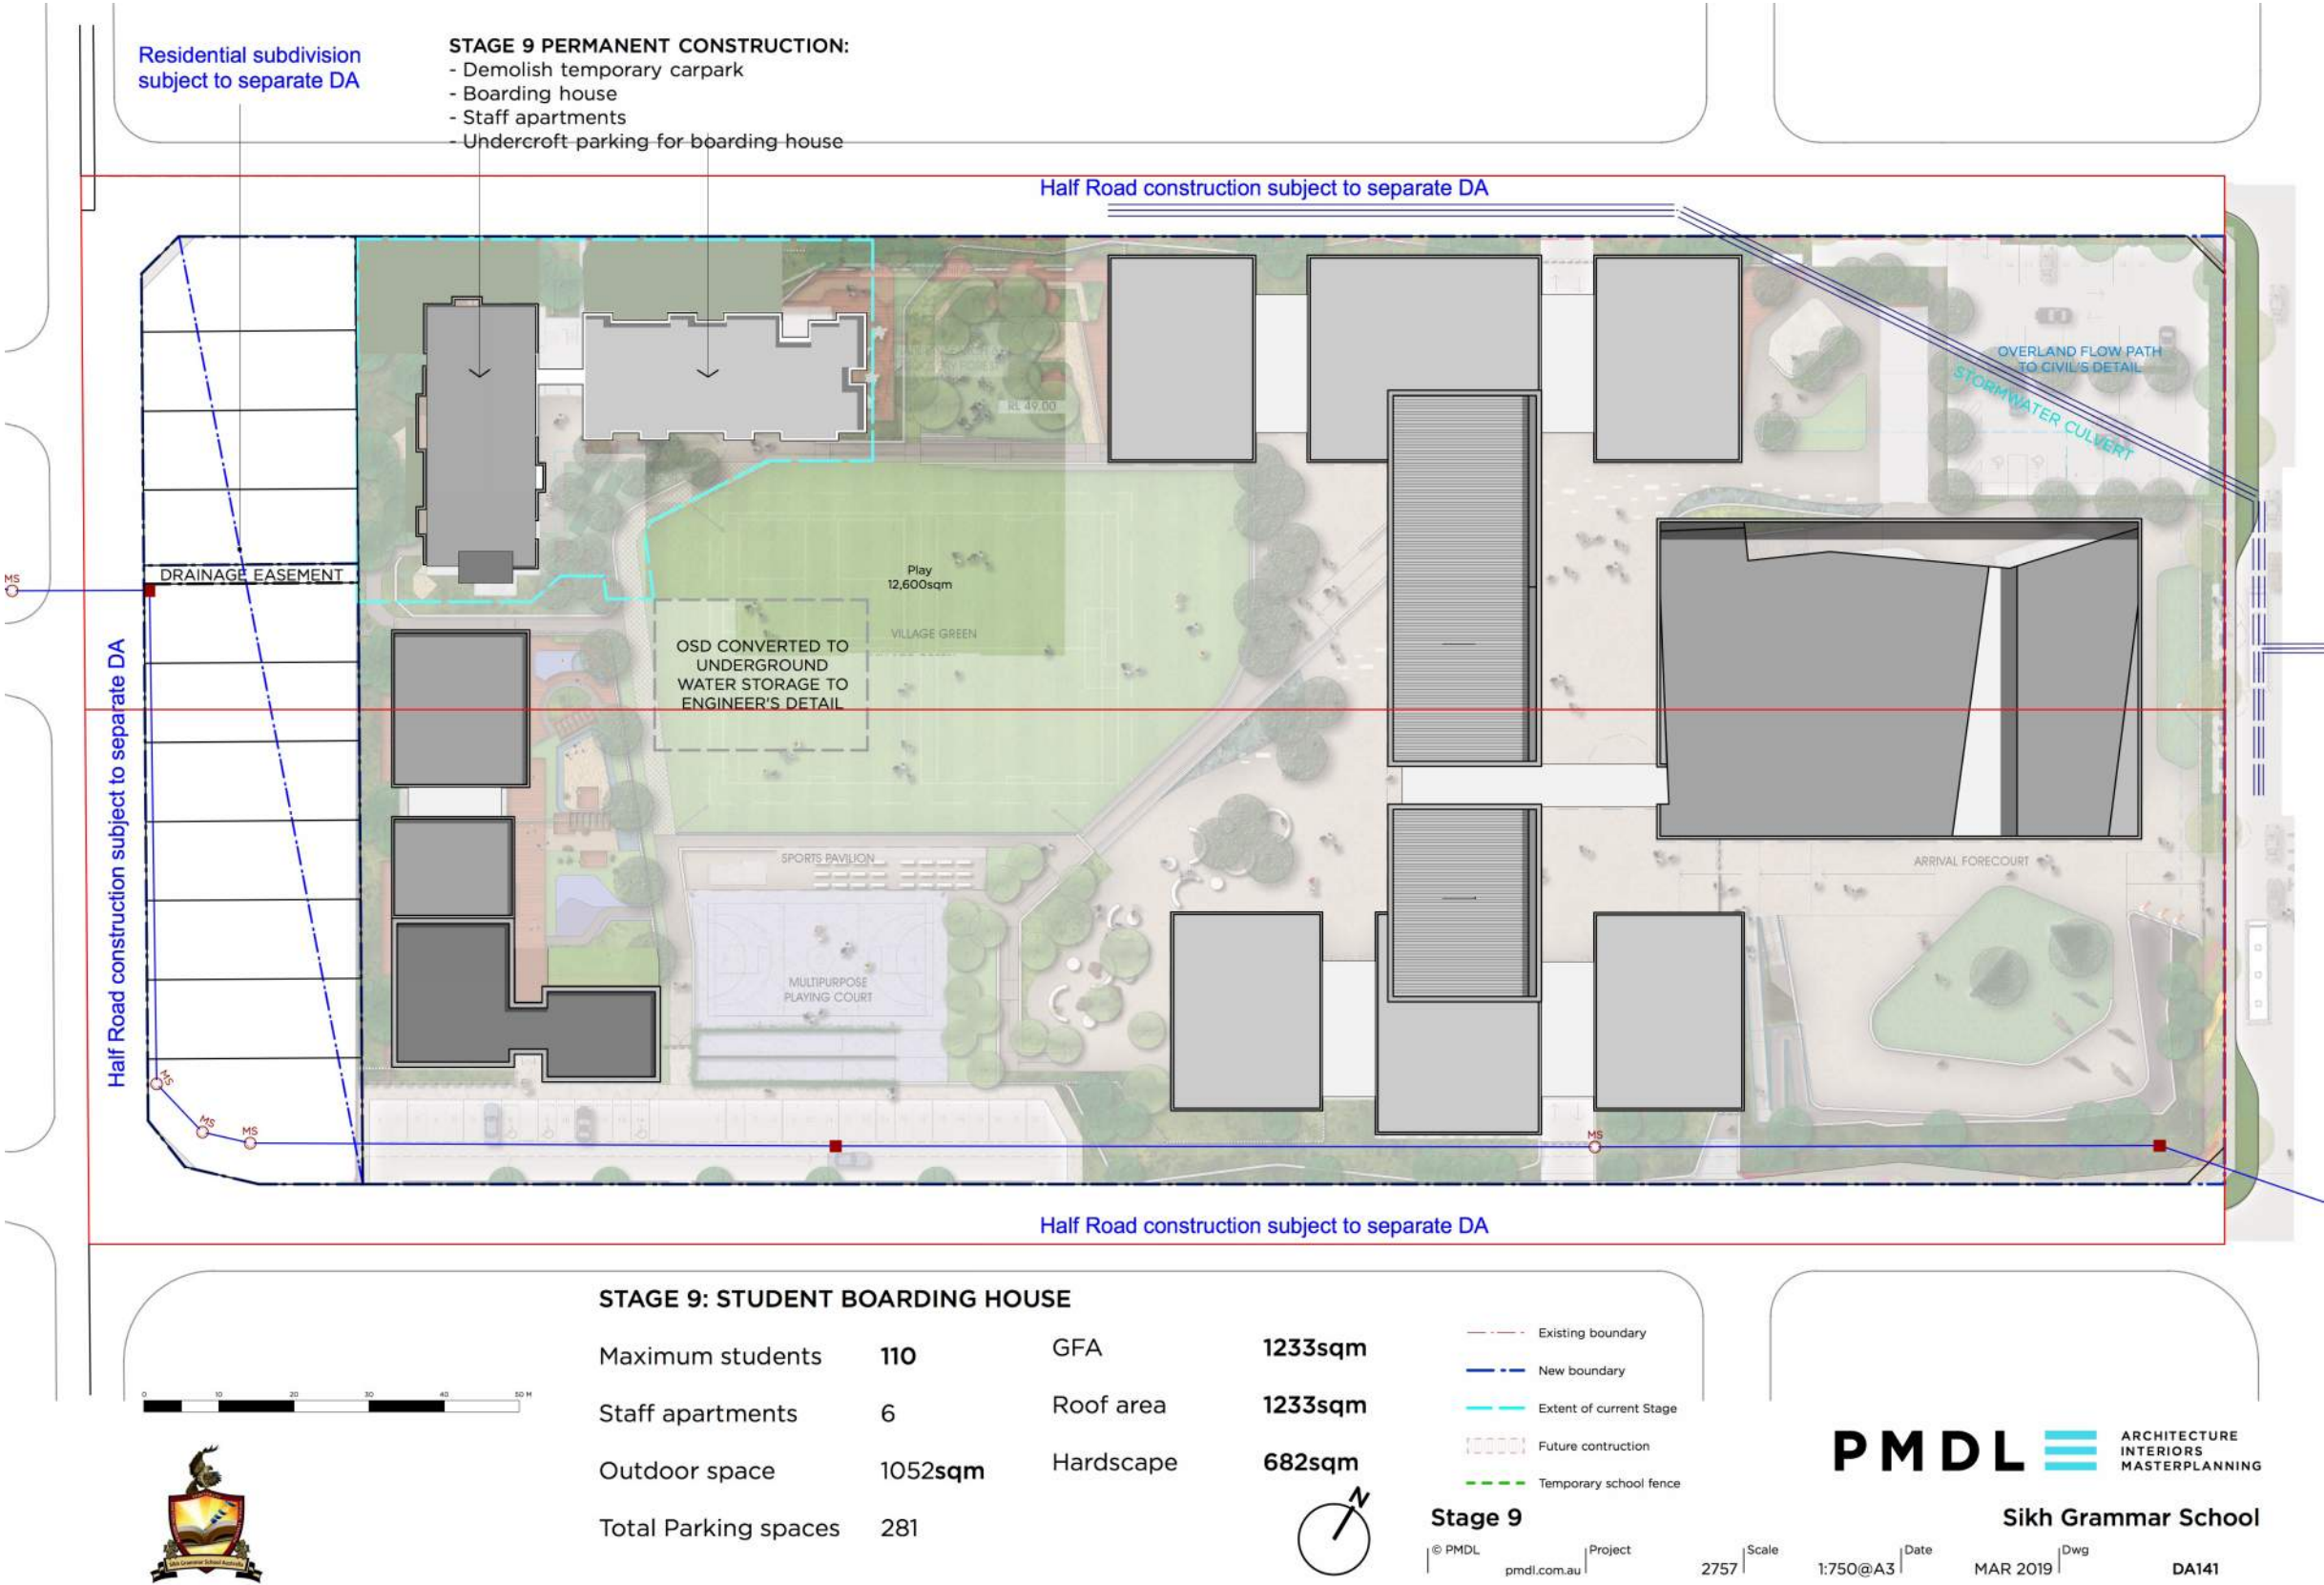 Residential subdivision
subject to separate DA
STAGE 9 PERMANENT CONSTRUCTION:
- Demolish temporary carpark
- Boarding house
- Staff apartments
- Undercroft parking for boarding house
Half Road construction subject to separate DA
OVERLAND FLOW PATH
TO CIVIL'S DETAIL
STORMWATER CULVERT
RL 49.00
DRAINAGE EASEMENT
MS
Play
12,600sqm
VILLAGE GREEN
OSD CONVERTED TO
UNDERGROUND
WATER STORAGE TO
ENGINEER'S DETAIL
Half Road construction subject to separate DA
SPORTS PAVILION
ARRIVAL FORECOURT
MULTIPURPOSE
PLAYING COURT
MS
MS
MS
MS
Half Road construction subject to separate DA
STAGE 9: STUDENT BOARDING HOUSE
Maximum students 110
Staff apartments 6
Outdoor space 1052sqm
Total Parking spaces 281
GFA 1233sqm
Roof area 1233sqm
Hardscape 682sqm
N
Existing boundary
New boundary
Extent of current Stage
Future contruction
Temporary school fence
0 10 20 30 40 50 M
Sikh Grammar School Australia
PMDL
ARCHITECTURE
INTERIORS
MASTERPLANNING
Stage 9
Sikh Grammar School
© PMDL
pmdl.com.au
Project
2757
Scale
1:750@A3
Date
MAR 2019
Dwg
DA141